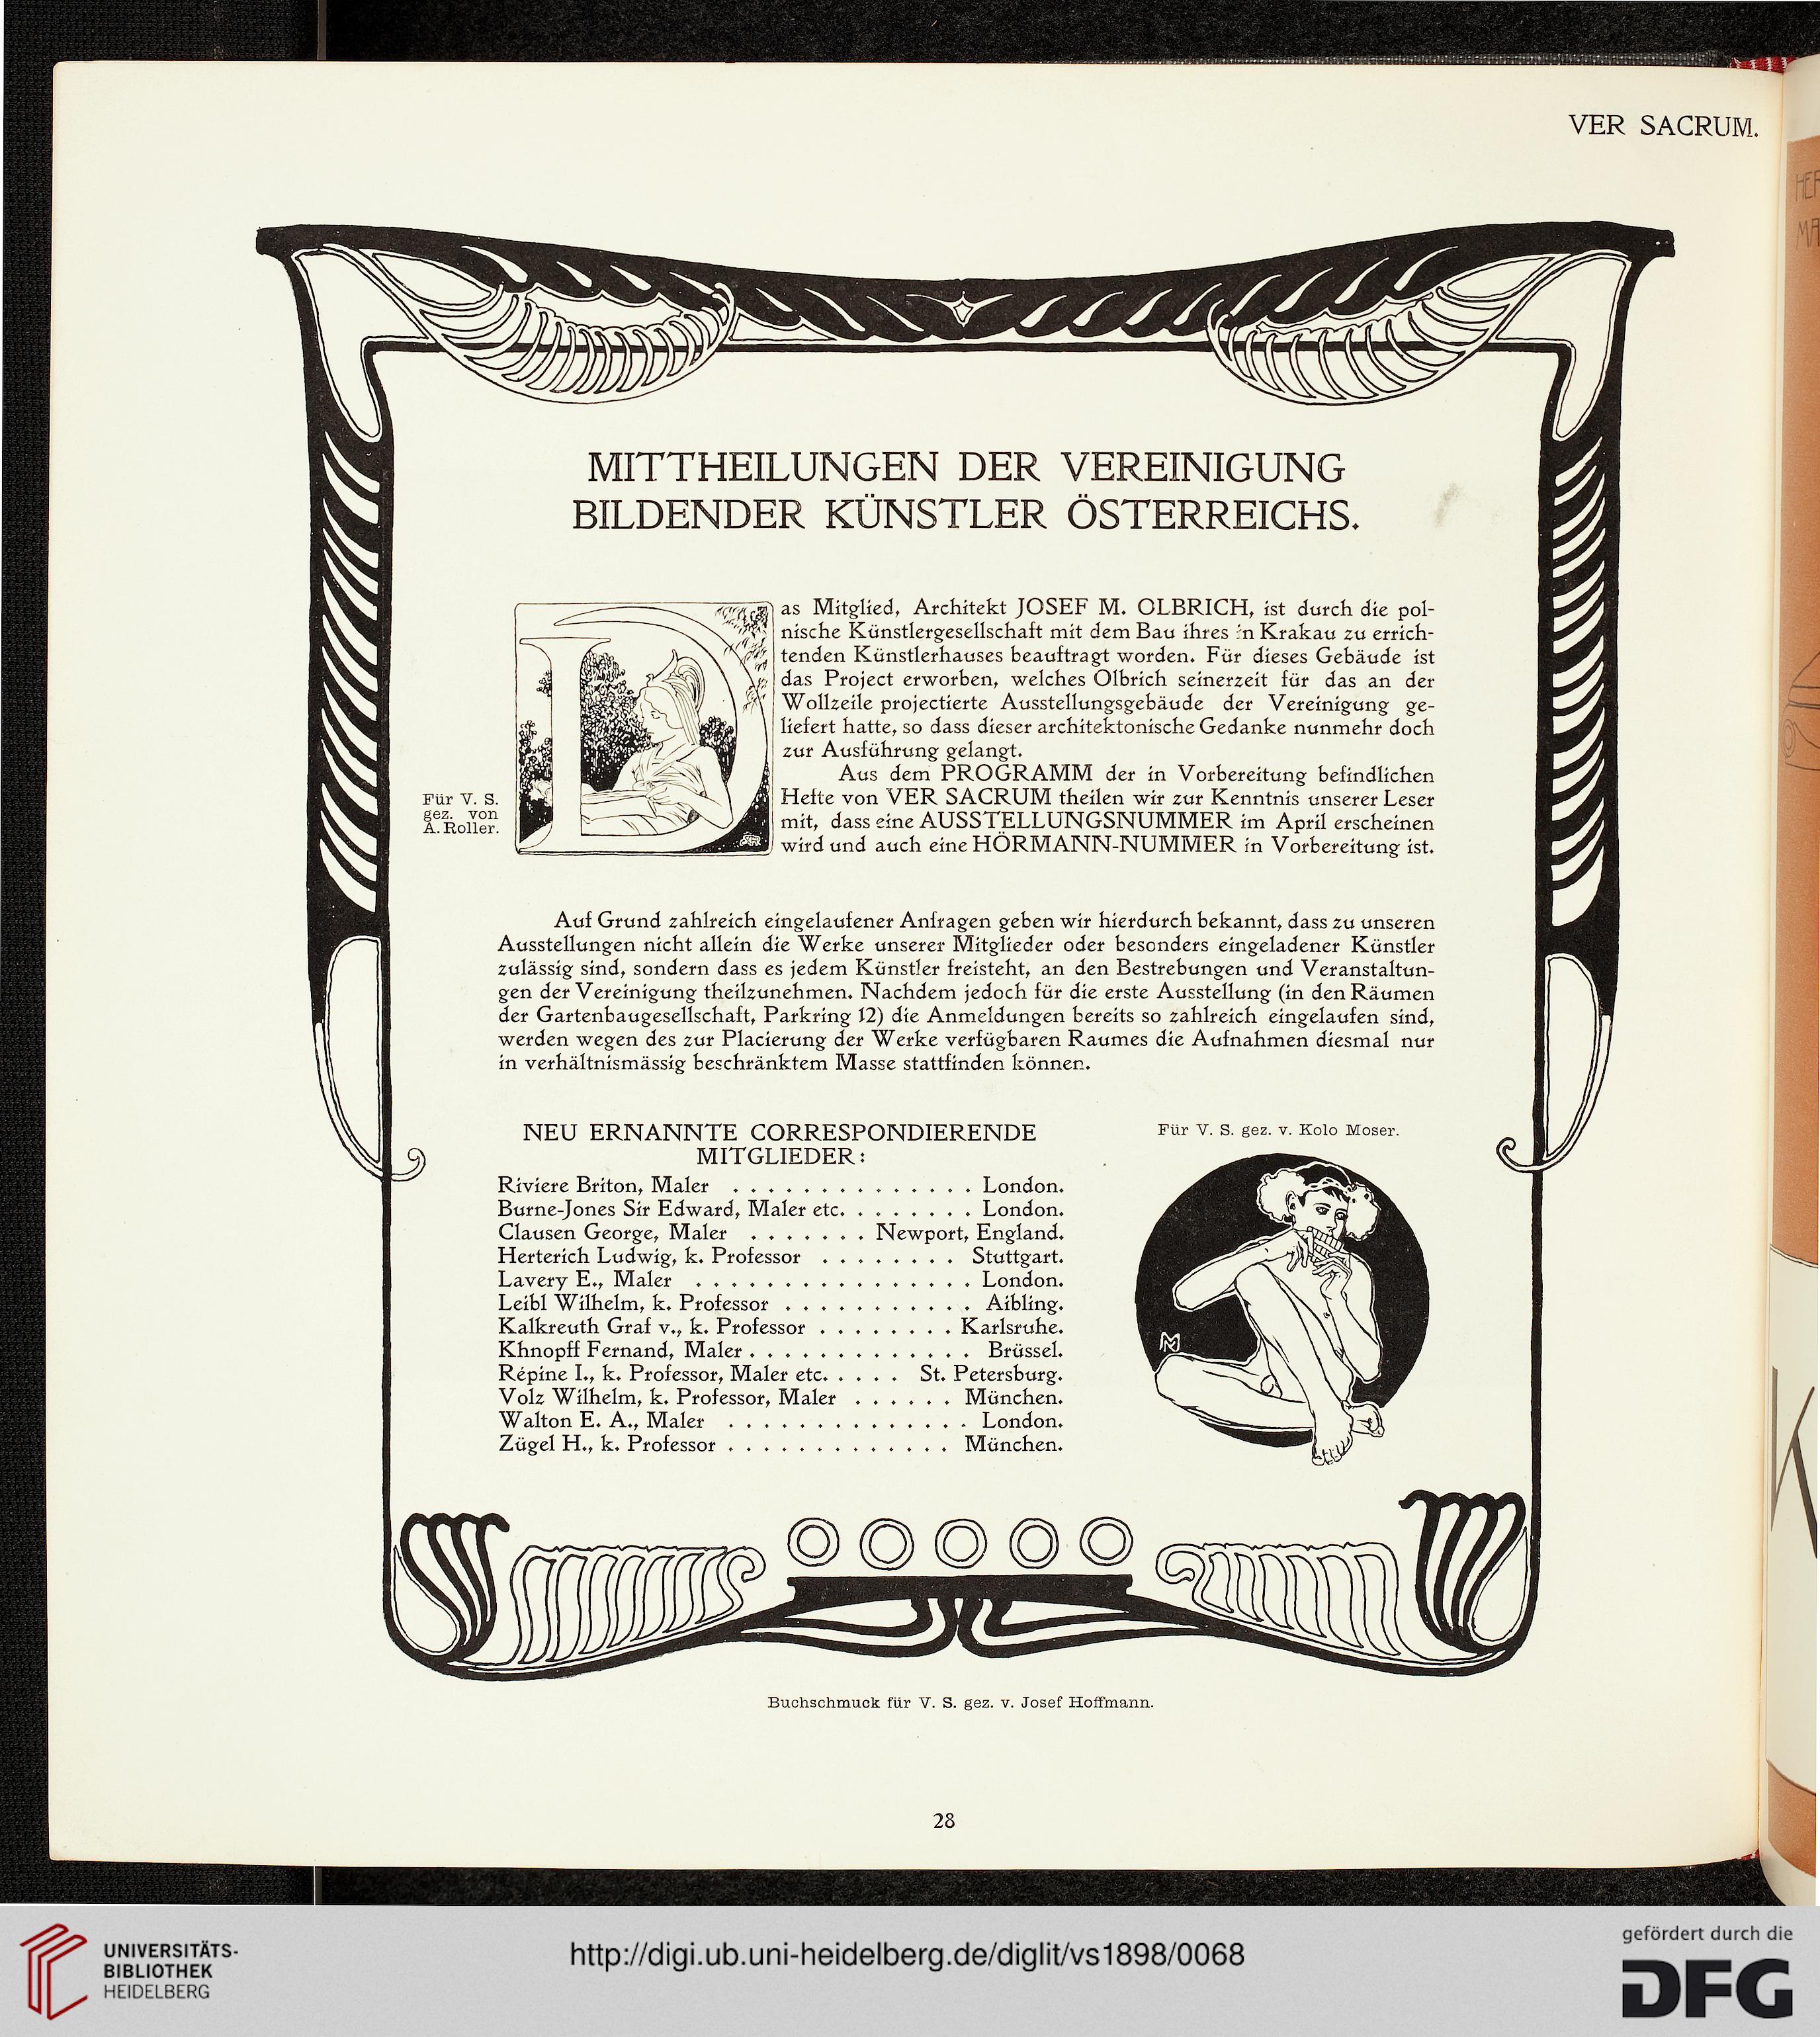 VER SACRUM.
MITTHEILUNGEN DER VEREINIGUNG
BILDENDER KÜNSTLER ÖSTERREICHS.
Für V. S.
gez. von
A. Roller.
Das Mitglied, Architekt JOSEF M. OLBRICH, ist durch die pol-
nische Künstlergesellschaft mit dem Bau ihres in Krakau zu errich-
tenden Künstlerhauses beauftragt worden. Für dieses Gebäude ist
das Project erworben, welches Olbrich seinerzeit für das an der
Wollzeile projectierte Ausstellungsgebäude der Vereinigung ge-
liefert hatte, so dass dieser architektonische Gedanke nunmehr doch
zur Ausführung gelangt.
Aus dem PROGRAMM der in Vorbereitung befindlichen
Hefte von VER SACRUM theilen wir zur Kenntnis unserer Leser
mit, dass eine AUSSTELLUNGSNUMMER im April erscheinen
wird und auch eine HÖRMANN-NUMMER in Vorbereitung ist.
Auf Grund zahlreich eingelaufener Anfragen geben wir hierdurch bekannt, dass zu unseren
Ausstellungen nicht allein die Werke unserer Mitglieder oder besonders eingeladener Künstler
zulässig sind, sondern dass es jedem Künstler freisteht, an den Bestrebungen und Veranstaltun-
gen der Vereinigung theilzunehmen. Nachdem jedoch für die erste Ausstellung (in den Räumen
der Gartenbaugesellschaft, Parkring 12) die Anmeldungen bereits so zahlreich eingelaufen sind,
werden wegen des zur Placierung der Werke verfügbaren Raumes die Aufnahmen diesmal nur
in verhältnismässig beschränktem Masse stattfinden können.
NEU ERNANNTE CORRESPONDIERENDE
MITGLIEDER:
Riviere Briton, Maler . . . . . . . . . . . . . . London.
Burne-Jones Sir Edward, Maler etc. . . . . . . . . London.
Clausen George, Maler . . . . . . . Newport, England.
Herterich Ludwig, k. Professor . . . . . . . . Stuttgart.
Lavery E., Maler . . . . . . . . . . . . . . . . London.
Leibl Wilhelm, k. Professor . . . . . . . . . . . Aibling.
Kalkreuth Graf v., k. Professor . . . . . . . . Karlsruhe.
Khnopff Fernand, Maler . . . . . . . . . . . . . Brüssel.
Répine I., k. Professor, Maler etc. . . . . St. Petersburg.
Volz Wilhelm, k. Professor, Maler . . . . . . München.
Walton E. A., Maler . . . . . . . . . . . . . . London.
Zügel H., k. Professor . . . . . . . . . . . . . München.
Für V. S. gez. v. Kolo Moser.
Buchschmuck für V. S. gez. v. Josef Hoffmann.
28
UNIVERSITÄTS-
BIBLIOTHEK
HEIDELBERG
http://digi.ub.uni-heidelberg.de/diglit/vs1898/0068
gefördert durch die
DFG